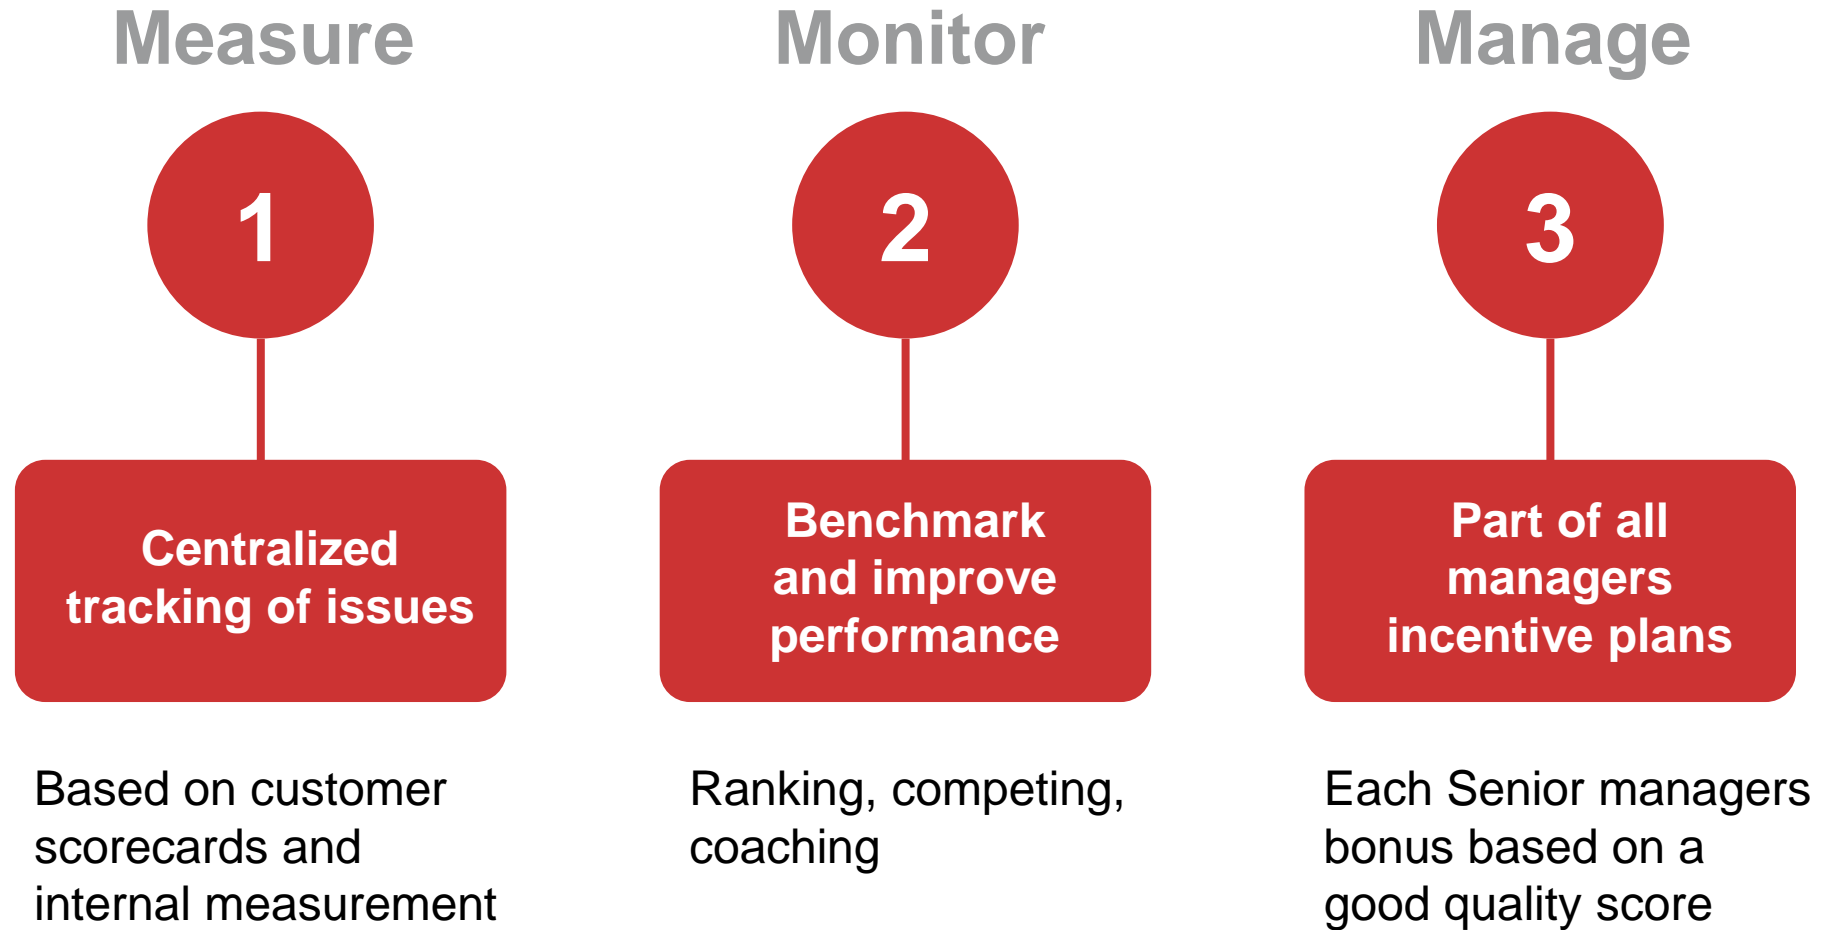 Measure
1
Centralized
tracking of issues
Based on customer
scorecards and
internal measurement
Monitor
2
Benchmark
and improve
performance
Ranking, competing,
coaching
Manage
3
Part of all
managers
incentive plans
Each Senior managers
bonus based on a
good quality score